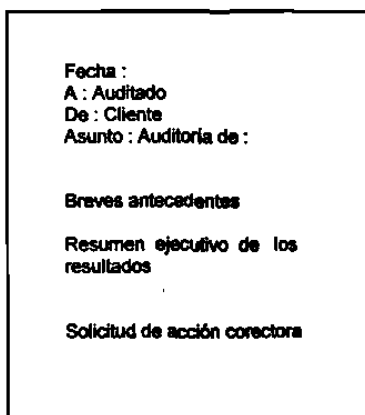 Fecha :
A : Auditado
De : Cliente
Asunto : Auditoría de :
Breves antecedentes
Resumen ejecutivo de los
resultados
Solicitud de acción corectora